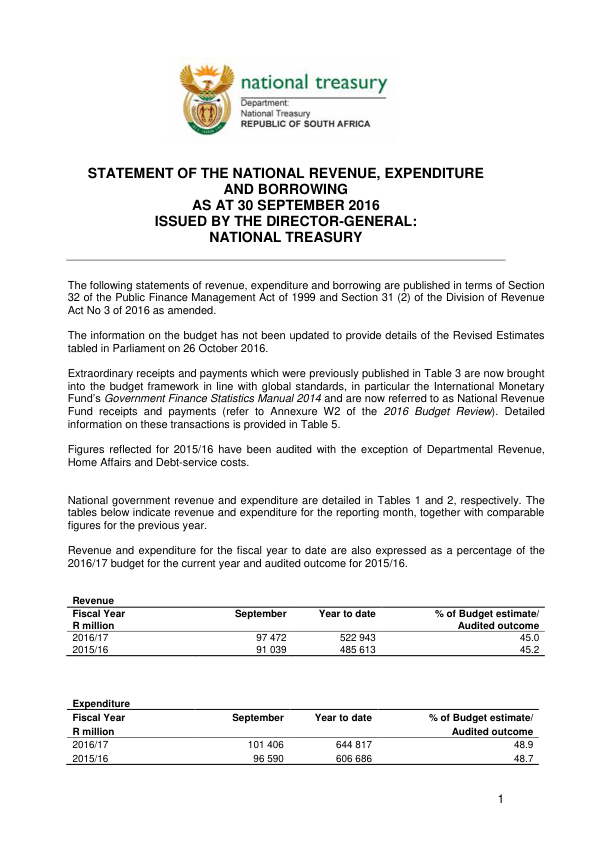 national treasury
Department:
National Treasury
REPUBLIC OF SOUTH AFRICA
STATEMENT OF THE NATIONAL REVENUE, EXPENDITURE
AND BORROWING
AS AT 30 SEPTEMBER 2016
ISSUED BY THE DIRECTOR-GENERAL:
NATIONAL TREASURY
The following statements of revenue, expenditure and borrowing are published in terms of Section
32 of the Public Finance Management Act of 1999 and Section 31 (2) of the Division of Revenue
Act No 3 of 2016 as amended.
The information on the budget has not been updated to provide details of the Revised Estimates
tabled in Parliament on 26 October 2016.
Extraordinary receipts and payments which were previously published in Table 3 are now brought
into the budget framework in line with global standards, in particular the International Monetary
Fund's Government Finance Statistics Manual 2014 and are now referred to as National Revenue
Fund receipts and payments (refer to Annexure W2 of the 2016 Budget Review). Detailed
information on these transactions is provided in Table 5.
Figures reflected for 2015/16 have been audited with the exception of Departmental Revenue,
Home Affairs and Debt-service costs.
National government revenue and expenditure are detailed in Tables 1 and 2, respectively. The
tables below indicate revenue and expenditure for the reporting month, together with comparable
figures for the previous year.
Revenue and expenditure for the fiscal year to date are also expressed as a percentage of the
2016/17 budget for the current year and audited outcome for 2015/16.
Revenue
Fiscal Year September Year to date % of Budget estimate/
R million Audited outcome
2016/17 97 472 522 943 45.0
2015/16 91 039 485 613 45.2
Expenditure
Fiscal Year September Year to date % of Budget estimate/
R million Audited outcome
2016/17 101 406 644 817 48.9
2015/16 96 590 606 686 48.7
1